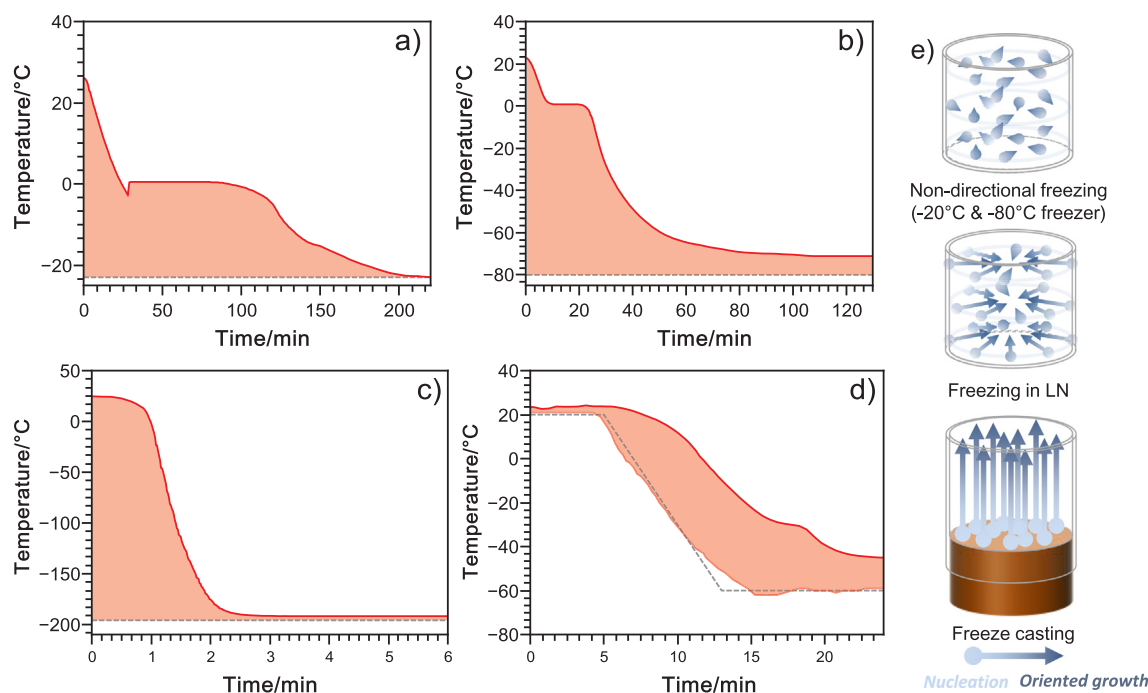 a)
40
20
0
−20
Temperature/°C
0
50
100
150
200
Time/min
b)
40
20
0
−20
−40
−60
−80
Temperature/°C
0
20
40
60
80
100
120
Time/min
c)
50
0
−50
−100
−150
−200
Temperature/°C
0
1
2
3
4
5
6
Time/min
d)
40
20
0
−20
−40
−60
−80
Temperature/°C
0
5
10
15
20
Time/min
e)
Non-directional freezing
(-20°C & -80°C freezer)
Freezing in LN
Freeze casting
Nucleation Oriented growth